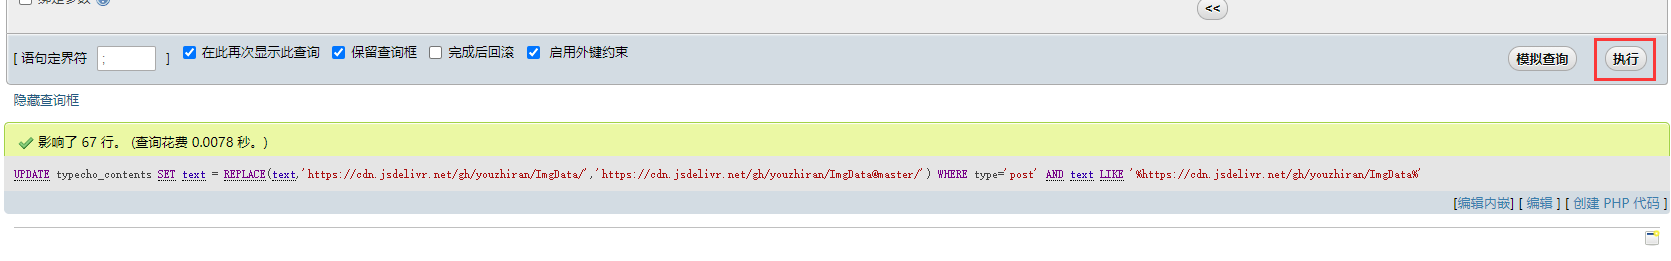 绑定参数
<<
[ 语句定界符 ; ] 在此再次显示此查询 保留查询框 完成后回滚 启用外键约束 模拟查询 执行
隐藏查询框
影响了 67 行。 (查询花费 0.0078 秒。)
UPDATE typecho_contents SET text = REPLACE(text,'https://cdn.jsdelivr.net/gh/youzhiran/ImgData/','https://cdn.jsdelivr.net/gh/youzhiran/ImgData@master/') WHERE type='post' AND text LIKE '%https://cdn.jsdelivr.net/gh/youzhiran/ImgData%'
[编辑内嵌] [ 编辑 ] [ 创建 PHP 代码 ]